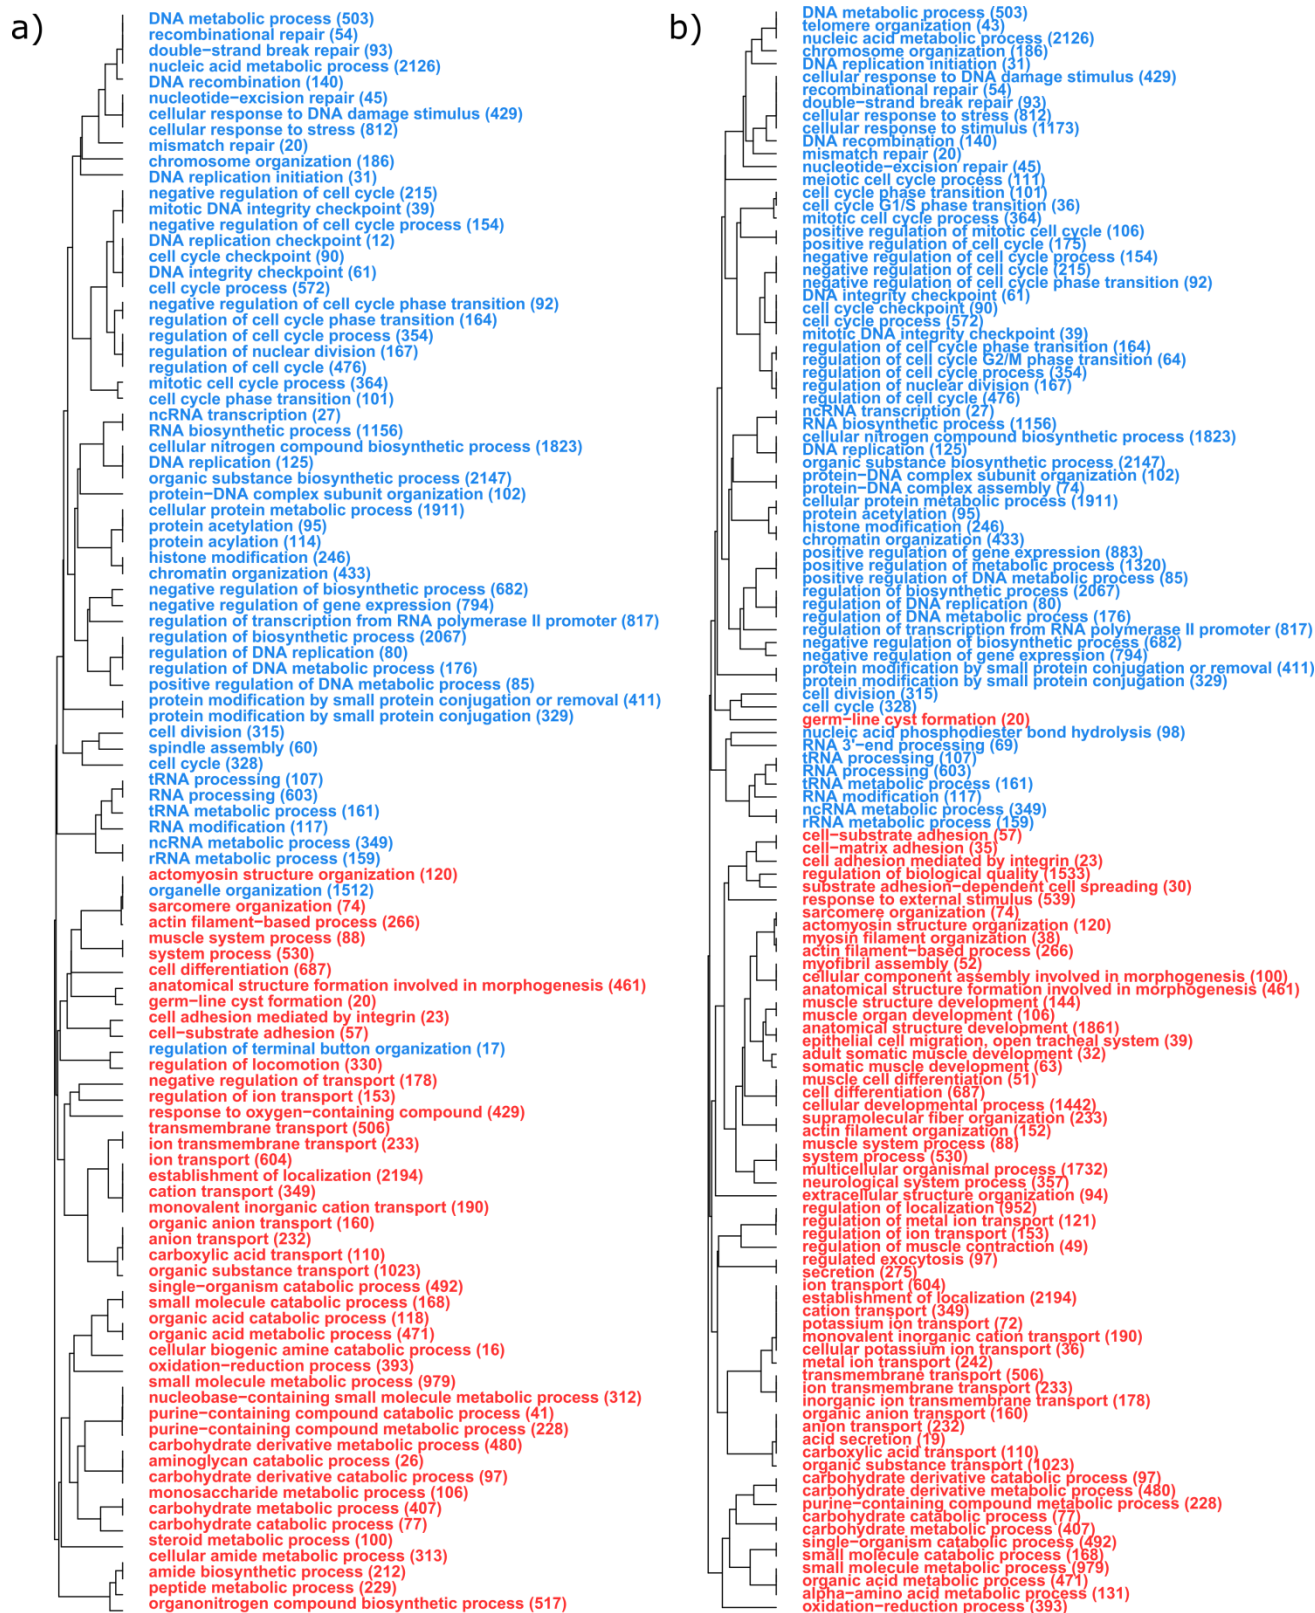 a)
DNA metabolic process (503)
recombinational repair (54)
double−strand break repair (93)
nucleic acid metabolic process (2126)
DNA recombination (140)
nucleotide−excision repair (45)
cellular response to DNA damage stimulus (429)
cellular response to stress (812)
mismatch repair (20)
chromosome organization (186)
DNA replication initiation (31)
negative regulation of cell cycle (215)
mitotic DNA integrity checkpoint (39)
negative regulation of cell cycle process (154)
DNA replication checkpoint (12)
cell cycle checkpoint (90)
DNA integrity checkpoint (61)
cell cycle process (572)
negative regulation of cell cycle phase transition (92)
regulation of cell cycle phase transition (164)
regulation of cell cycle process (354)
regulation of nuclear division (167)
regulation of cell cycle (476)
mitotic cell cycle process (364)
cell cycle phase transition (101)
ncRNA transcription (27)
RNA biosynthetic process (1156)
cellular nitrogen compound biosynthetic process (1823)
DNA replication (125)
organic substance biosynthetic process (2147)
protein−DNA complex subunit organization (102)
cellular protein metabolic process (1911)
protein acetylation (95)
protein acylation (114)
histone modification (246)
chromatin organization (433)
negative regulation of biosynthetic process (682)
negative regulation of gene expression (794)
regulation of transcription from RNA polymerase II promoter (817)
regulation of biosynthetic process (2067)
regulation of DNA replication (80)
regulation of DNA metabolic process (176)
positive regulation of DNA metabolic process (85)
protein modification by small protein conjugation or removal (411)
protein modification by small protein conjugation (329)
cell division (315)
spindle assembly (60)
cell cycle (328)
tRNA processing (107)
RNA processing (603)
tRNA metabolic process (161)
RNA modification (117)
ncRNA metabolic process (349)
rRNA metabolic process (159)
actomyosin structure organization (120)
organelle organization (1512)
sarcomere organization (74)
actin filament−based process (266)
muscle system process (88)
system process (530)
cell differentiation (687)
anatomical structure formation involved in morphogenesis (461)
germ−line cyst formation (20)
cell adhesion mediated by integrin (23)
cell−substrate adhesion (57)
regulation of terminal button organization (17)
regulation of locomotion (330)
negative regulation of transport (178)
regulation of ion transport (153)
response to oxygen−containing compound (429)
transmembrane transport (506)
ion transmembrane transport (233)
ion transport (604)
establishment of localization (2194)
cation transport (349)
monovalent inorganic cation transport (190)
organic anion transport (160)
anion transport (232)
carboxylic acid transport (110)
organic substance transport (1023)
single−organism catabolic process (492)
small molecule catabolic process (168)
organic acid catabolic process (118)
organic acid metabolic process (471)
cellular biogenic amine catabolic process (16)
oxidation−reduction process (393)
small molecule metabolic process (979)
nucleobase−containing small molecule metabolic process (312)
purine−containing compound catabolic process (41)
purine−containing compound metabolic process (228)
carbohydrate derivative metabolic process (480)
aminoglycan catabolic process (26)
carbohydrate derivative catabolic process (97)
monosaccharide metabolic process (106)
carbohydrate metabolic process (407)
carbohydrate catabolic process (77)
steroid metabolic process (100)
cellular amide metabolic process (313)
amide biosynthetic process (212)
peptide metabolic process (229)
organonitrogen compound biosynthetic process (517)
b)
DNA metabolic process (503)
telomere organization (43)
nucleic acid metabolic process (2126)
chromosome organization (186)
DNA replication initiation (31)
cellular response to DNA damage stimulus (429)
recombinational repair (54)
double−strand break repair (93)
cellular response to stress (812)
cellular response to stimulus (1173)
DNA recombination (140)
mismatch repair (20)
nucleotide−excision repair (45)
meiotic cell cycle process (111)
cell cycle phase transition (101)
cell cycle G1/S phase transition (36)
mitotic cell cycle process (364)
positive regulation of mitotic cell cycle (106)
positive regulation of cell cycle (175)
negative regulation of cell cycle process (154)
negative regulation of cell cycle (215)
negative regulation of cell cycle phase transition (92)
DNA integrity checkpoint (61)
cell cycle checkpoint (90)
cell cycle process (572)
mitotic DNA integrity checkpoint (39)
regulation of cell cycle phase transition (164)
regulation of cell cycle G2/M phase transition (64)
regulation of cell cycle process (354)
regulation of nuclear division (167)
regulation of cell cycle (476)
ncRNA transcription (27)
RNA biosynthetic process (1156)
cellular nitrogen compound biosynthetic process (1823)
DNA replication (125)
organic substance biosynthetic process (2147)
protein−DNA complex subunit organization (102)
protein−DNA complex assembly (74)
cellular protein metabolic process (1911)
protein acetylation (95)
histone modification (246)
chromatin organization (433)
positive regulation of gene expression (883)
positive regulation of metabolic process (1320)
positive regulation of DNA metabolic process (85)
regulation of biosynthetic process (2067)
regulation of DNA replication (80)
regulation of DNA metabolic process (176)
regulation of transcription from RNA polymerase II promoter (817)
negative regulation of biosynthetic process (682)
negative regulation of gene expression (794)
protein modification by small protein conjugation or removal (411)
protein modification by small protein conjugation (329)
cell division (315)
cell cycle (328)
germ−line cyst formation (20)
nucleic acid phosphodiester bond hydrolysis (98)
RNA 3'−end processing (69)
tRNA processing (107)
RNA processing (603)
tRNA metabolic process (161)
RNA modification (117)
ncRNA metabolic process (349)
rRNA metabolic process (159)
cell−substrate adhesion (57)
cell−matrix adhesion (35)
cell adhesion mediated by integrin (23)
regulation of biological quality (1533)
substrate adhesion−dependent cell spreading (30)
response to external stimulus (539)
sarcomere organization (74)
actomyosin structure organization (120)
myosin filament organization (38)
actin filament−based process (266)
myofibril assembly (52)
cellular component assembly involved in morphogenesis (100)
anatomical structure formation involved in morphogenesis (461)
muscle structure development (144)
muscle organ development (106)
anatomical structure development (1861)
epithelial cell migration, open tracheal system (39)
adult somatic muscle development (32)
somatic muscle development (63)
muscle cell differentiation (51)
cell differentiation (687)
cellular developmental process (1442)
supramolecular fiber organization (233)
actin filament organization (152)
muscle system process (88)
system process (530)
multicellular organismal process (1732)
neurological system process (357)
extracellular structure organization (94)
regulation of localization (952)
regulation of metal ion transport (121)
regulation of ion transport (153)
regulation of muscle contraction (49)
regulated exocytosis (97)
secretion (275)
ion transport (604)
establishment of localization (2194)
cation transport (349)
potassium ion transport (72)
monovalent inorganic cation transport (190)
cellular potassium ion transport (36)
metal ion transport (242)
transmembrane transport (506)
ion transmembrane transport (233)
inorganic ion transmembrane transport (178)
organic anion transport (160)
anion transport (232)
acid secretion (19)
carboxylic acid transport (110)
organic substance transport (1023)
carbohydrate derivative catabolic process (97)
carbohydrate derivative metabolic process (480)
purine−containing compound metabolic process (228)
carbohydrate catabolic process (77)
carbohydrate metabolic process (407)
single−organism catabolic process (492)
small molecule catabolic process (168)
small molecule metabolic process (979)
organic acid metabolic process (471)
alpha−amino acid metabolic process (131)
oxidation−reduction process (393)